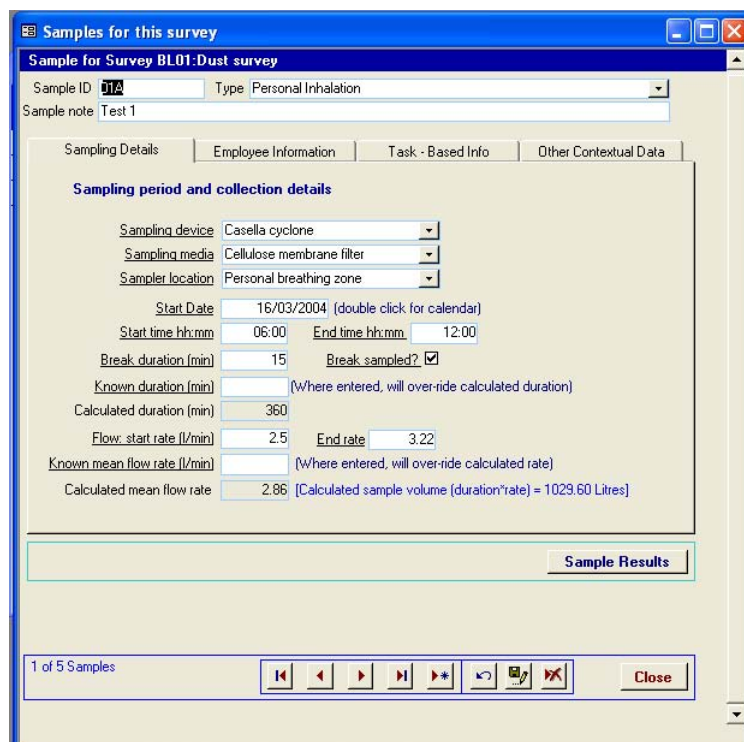 Samples for this survey
Sample for Survey BL01:Dust survey
Sample ID 01A Type Personal Inhalation
Sample note Test 1
Sampling Details Employee Information Task - Based Info Other Contextual Data
Sampling period and collection details
Sampling device Casella cyclone
Sampling media Cellulose membrane filter
Sampler location Personal breathing zone
Start Date 16/03/2004 (double click for calendar)
Start time hh:mm 06:00 End time hh:mm 12:00
Break duration (min) 15 Break sampled?
Known duration (min) (Where entered, will over-ride calculated duration)
Calculated duration (min) 360
Flow: start rate (l/min) 2.5 End rate 3.22
Known mean flow rate (l/min) (Where entered, will over-ride calculated rate)
Calculated mean flow rate 2.86 [Calculated sample volume (duration*rate) = 1029.60 Litres]
Sample Results
1 of 5 Samples
Close